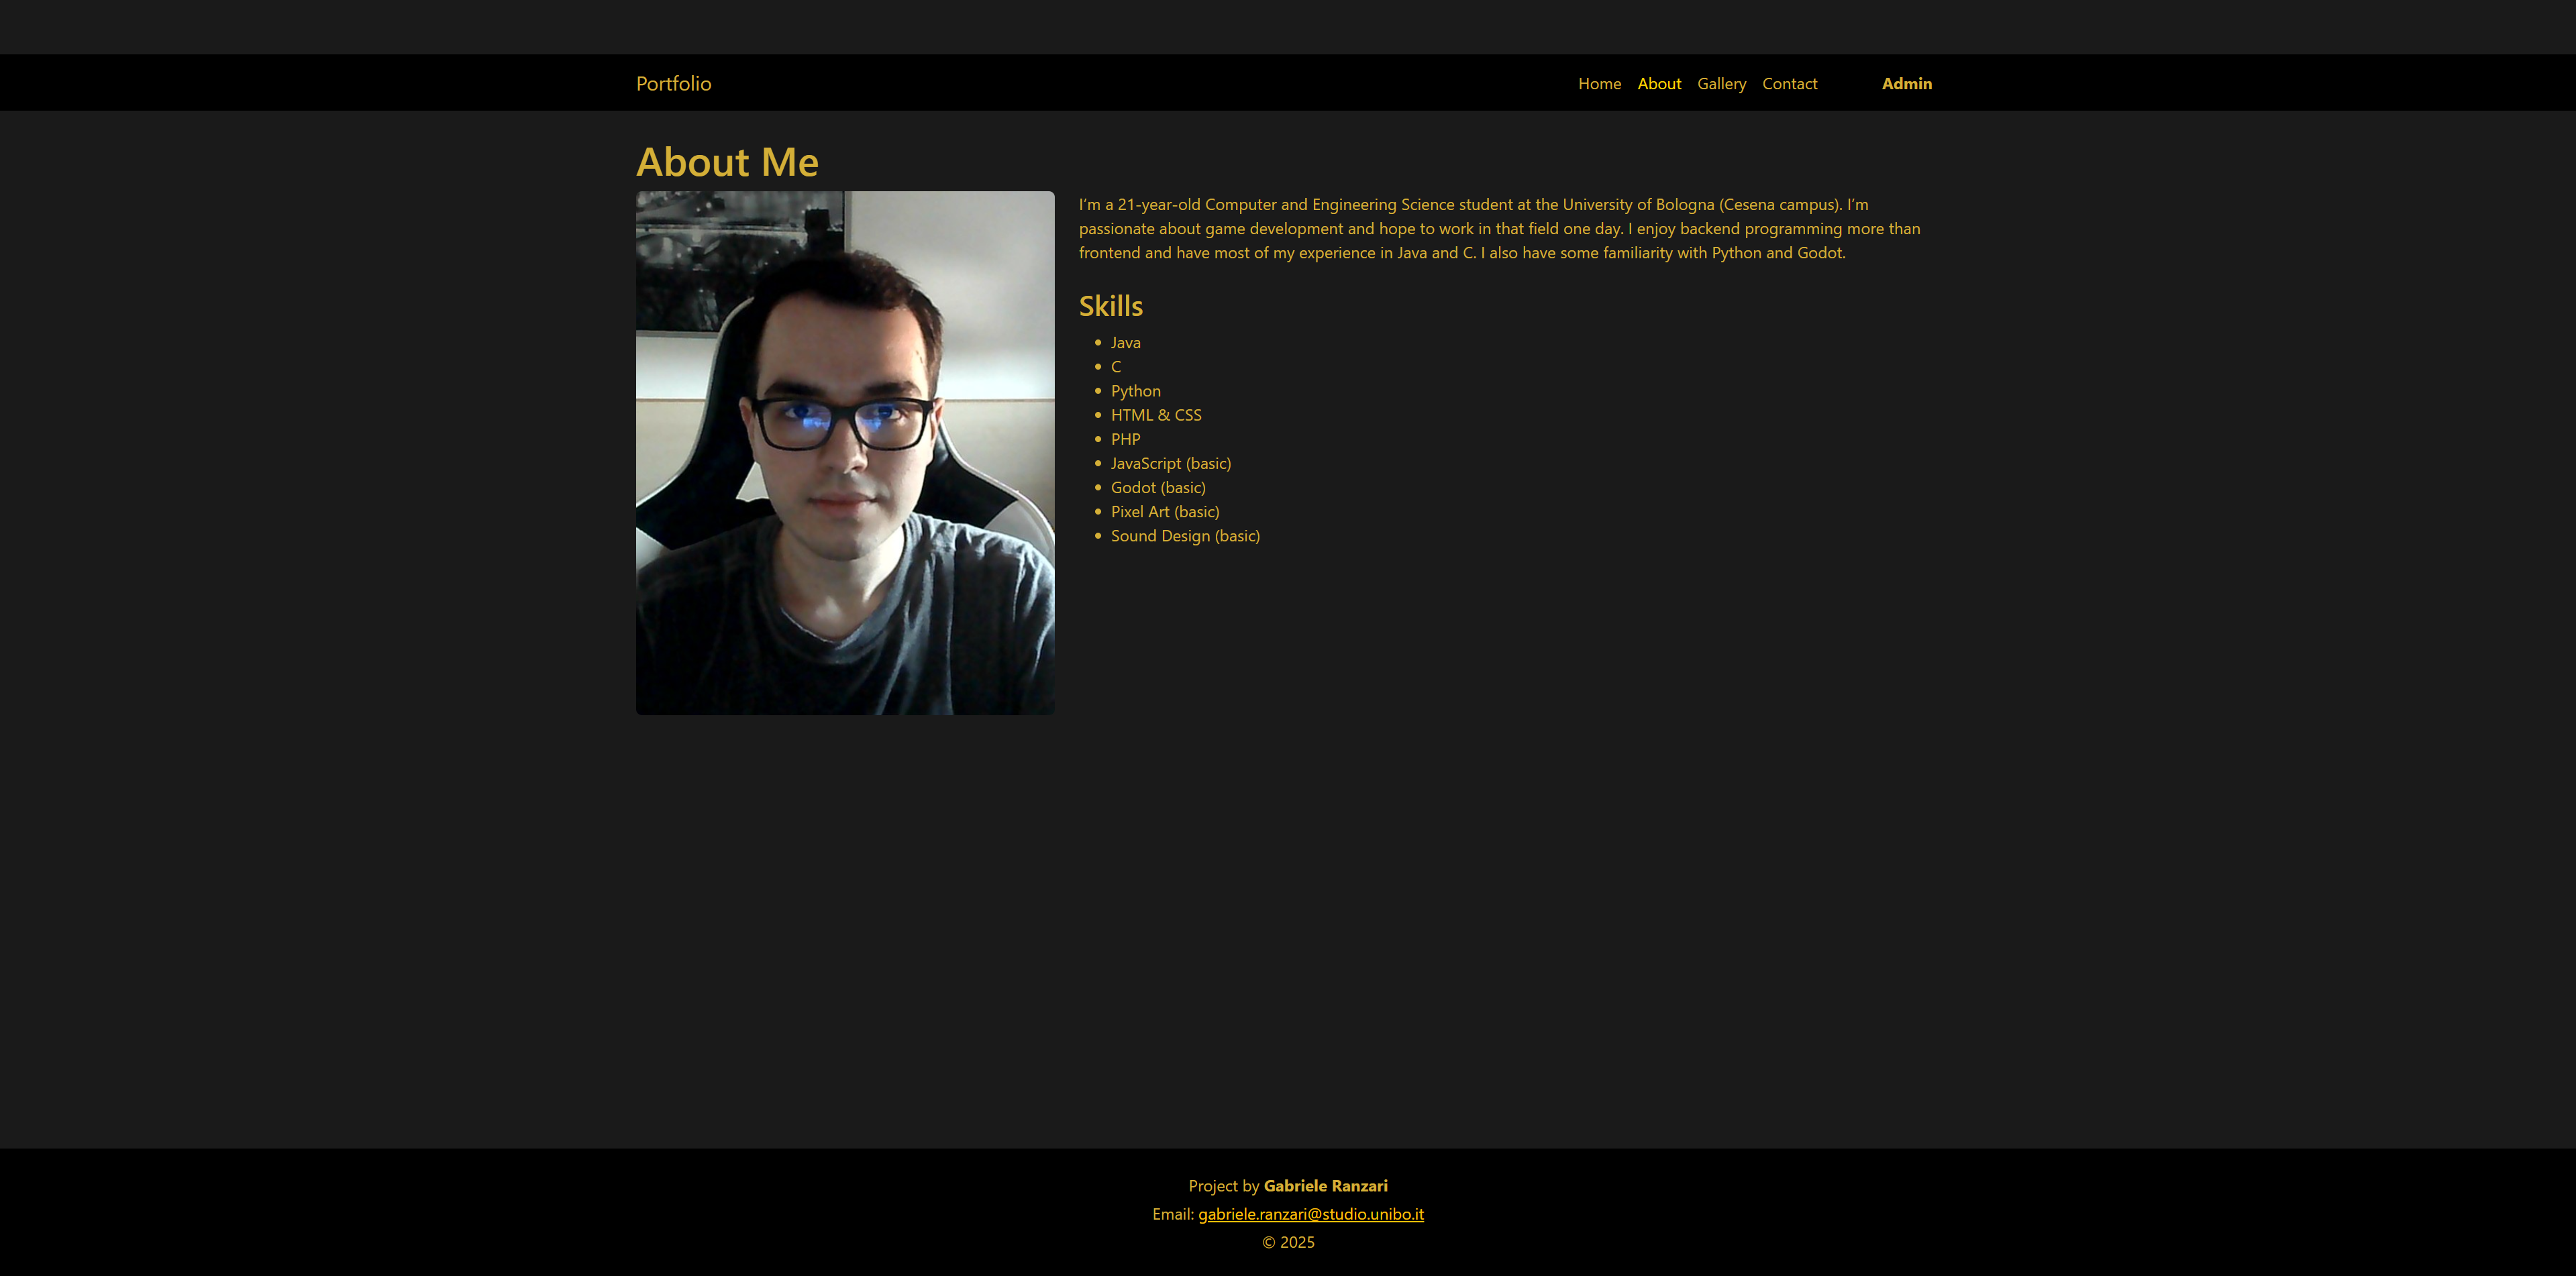 Portfolio
Home About Gallery Contact Admin
About Me
I’m a 21-year-old Computer and Engineering Science student at the University of Bologna (Cesena campus). I’m
passionate about game development and hope to work in that field one day. I enjoy backend programming more than
frontend and have most of my experience in Java and C. I also have some familiarity with Python and Godot.
Skills
• Java
• C
• Python
• HTML & CSS
• PHP
• JavaScript (basic)
• Godot (basic)
• Pixel Art (basic)
• Sound Design (basic)
Project by Gabriele Ranzari
Email: gabriele.ranzari@studio.unibo.it
© 2025